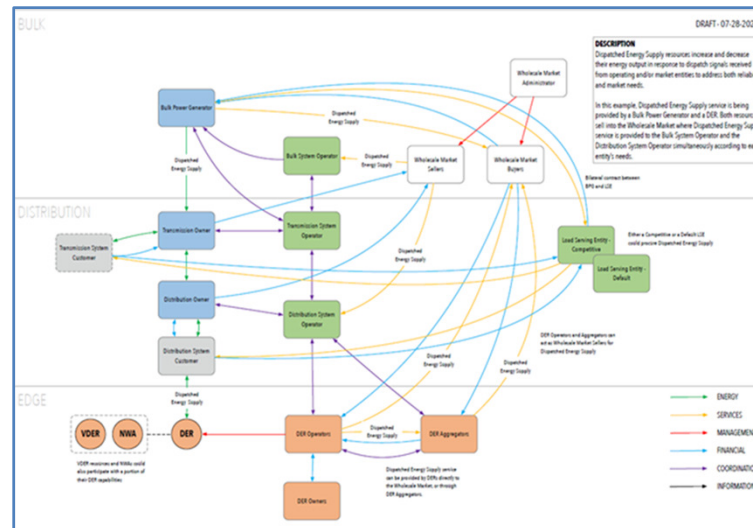 BULK
DRAFT - 07-28-202
DESCRIPTION
Dispatched Energy Supply resources increase and decrease
their energy output in response to dispatch signals received
from operating and/or market entities to address both reliab
and market needs.
In this example, Dispatched Energy Supply service is being
provided by a Bulk Power Generator and a DER. Both resourc
sell into the Wholesale Market where Dispatched Energy Sup
service is provided to the Bulk System Operator and the
Distribution System Operator simultaneously according to ea
entity's needs.
Wholesale Market
Administrator
Bulk Power Generator
Dispatched
Energy Supply
Dispatched
Energy Supply
Bulk System Operator
Dispatched
Energy Supply
Wholesale Market
Sellers
Wholesale Market
Buyers
Dispatched
Energy Supply
Bilateral contract between
BPG and LSE
DISTRIBUTION
Transmission System
Customer
Transmission Owner
Transmission System
Operator
Load Serving Entity -
Competitive
Either a Competitive or a Default LSE
could procure Dispatched Energy Supply
Load Serving Entity -
Default
Distribution Owner
Distribution System
Operator
Distribution System
Customer
DER Operators and Aggregators can
act as Wholesale Market Sellers for
Dispatched Energy Supply
Dispatched
Energy Supply
Dispatched
Energy Supply
EDGE
Dispatched
Energy Supply
VDER
NWA
DER
DER Operators
Dispatched
Energy Supply
DER Aggregators
VDER resources and NWAs could
also participate with a portion of
their DER capabilities
Dispatched Energy Supply service
can be provided by DERs directly to
the Wholesale Market, or through
DER Aggregators.
DER Owners
ENERGY
SERVICES
MANAGEMEN
FINANCIAL
COORDINATIO
INFORMATION